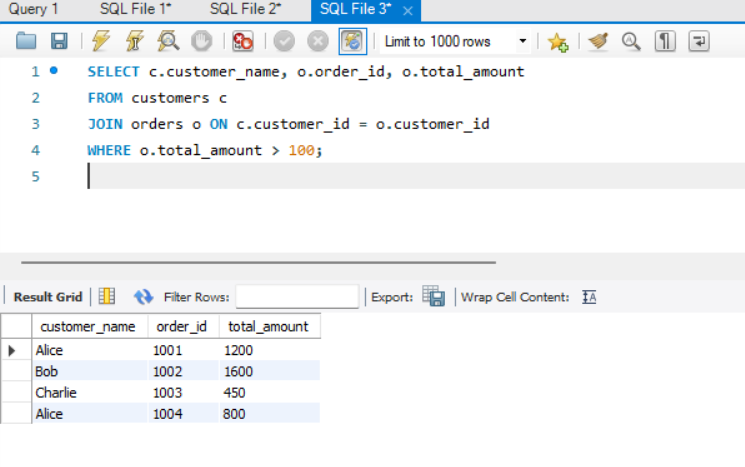 Query 1 SQL File 1* SQL File 2* SQL File 3* ×
Limit to 1000 rows
1 SELECT c.customer_name, o.order_id, o.total_amount
2 FROM customers c
3 JOIN orders o ON c.customer_id = o.customer_id
4 WHERE o.total_amount > 100;
5
Result Grid Filter Rows: Export: Wrap Cell Content: IA
customer_name order_id total_amount
Alice 1001 1200
Bob 1002 1600
Charlie 1003 450
Alice 1004 800